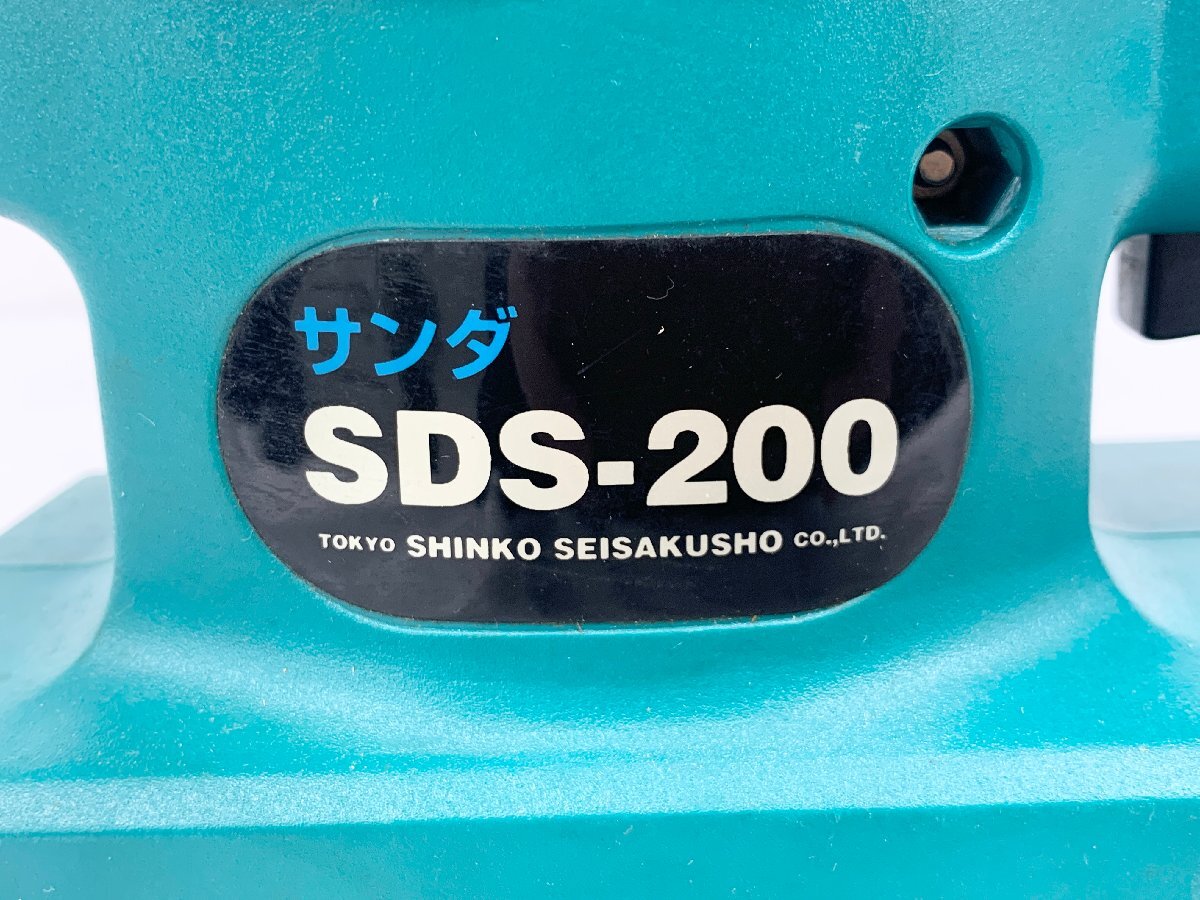 サンダ
SDS-200
TOKYO SHINKO SEISAKUSHO CO.,LTD.